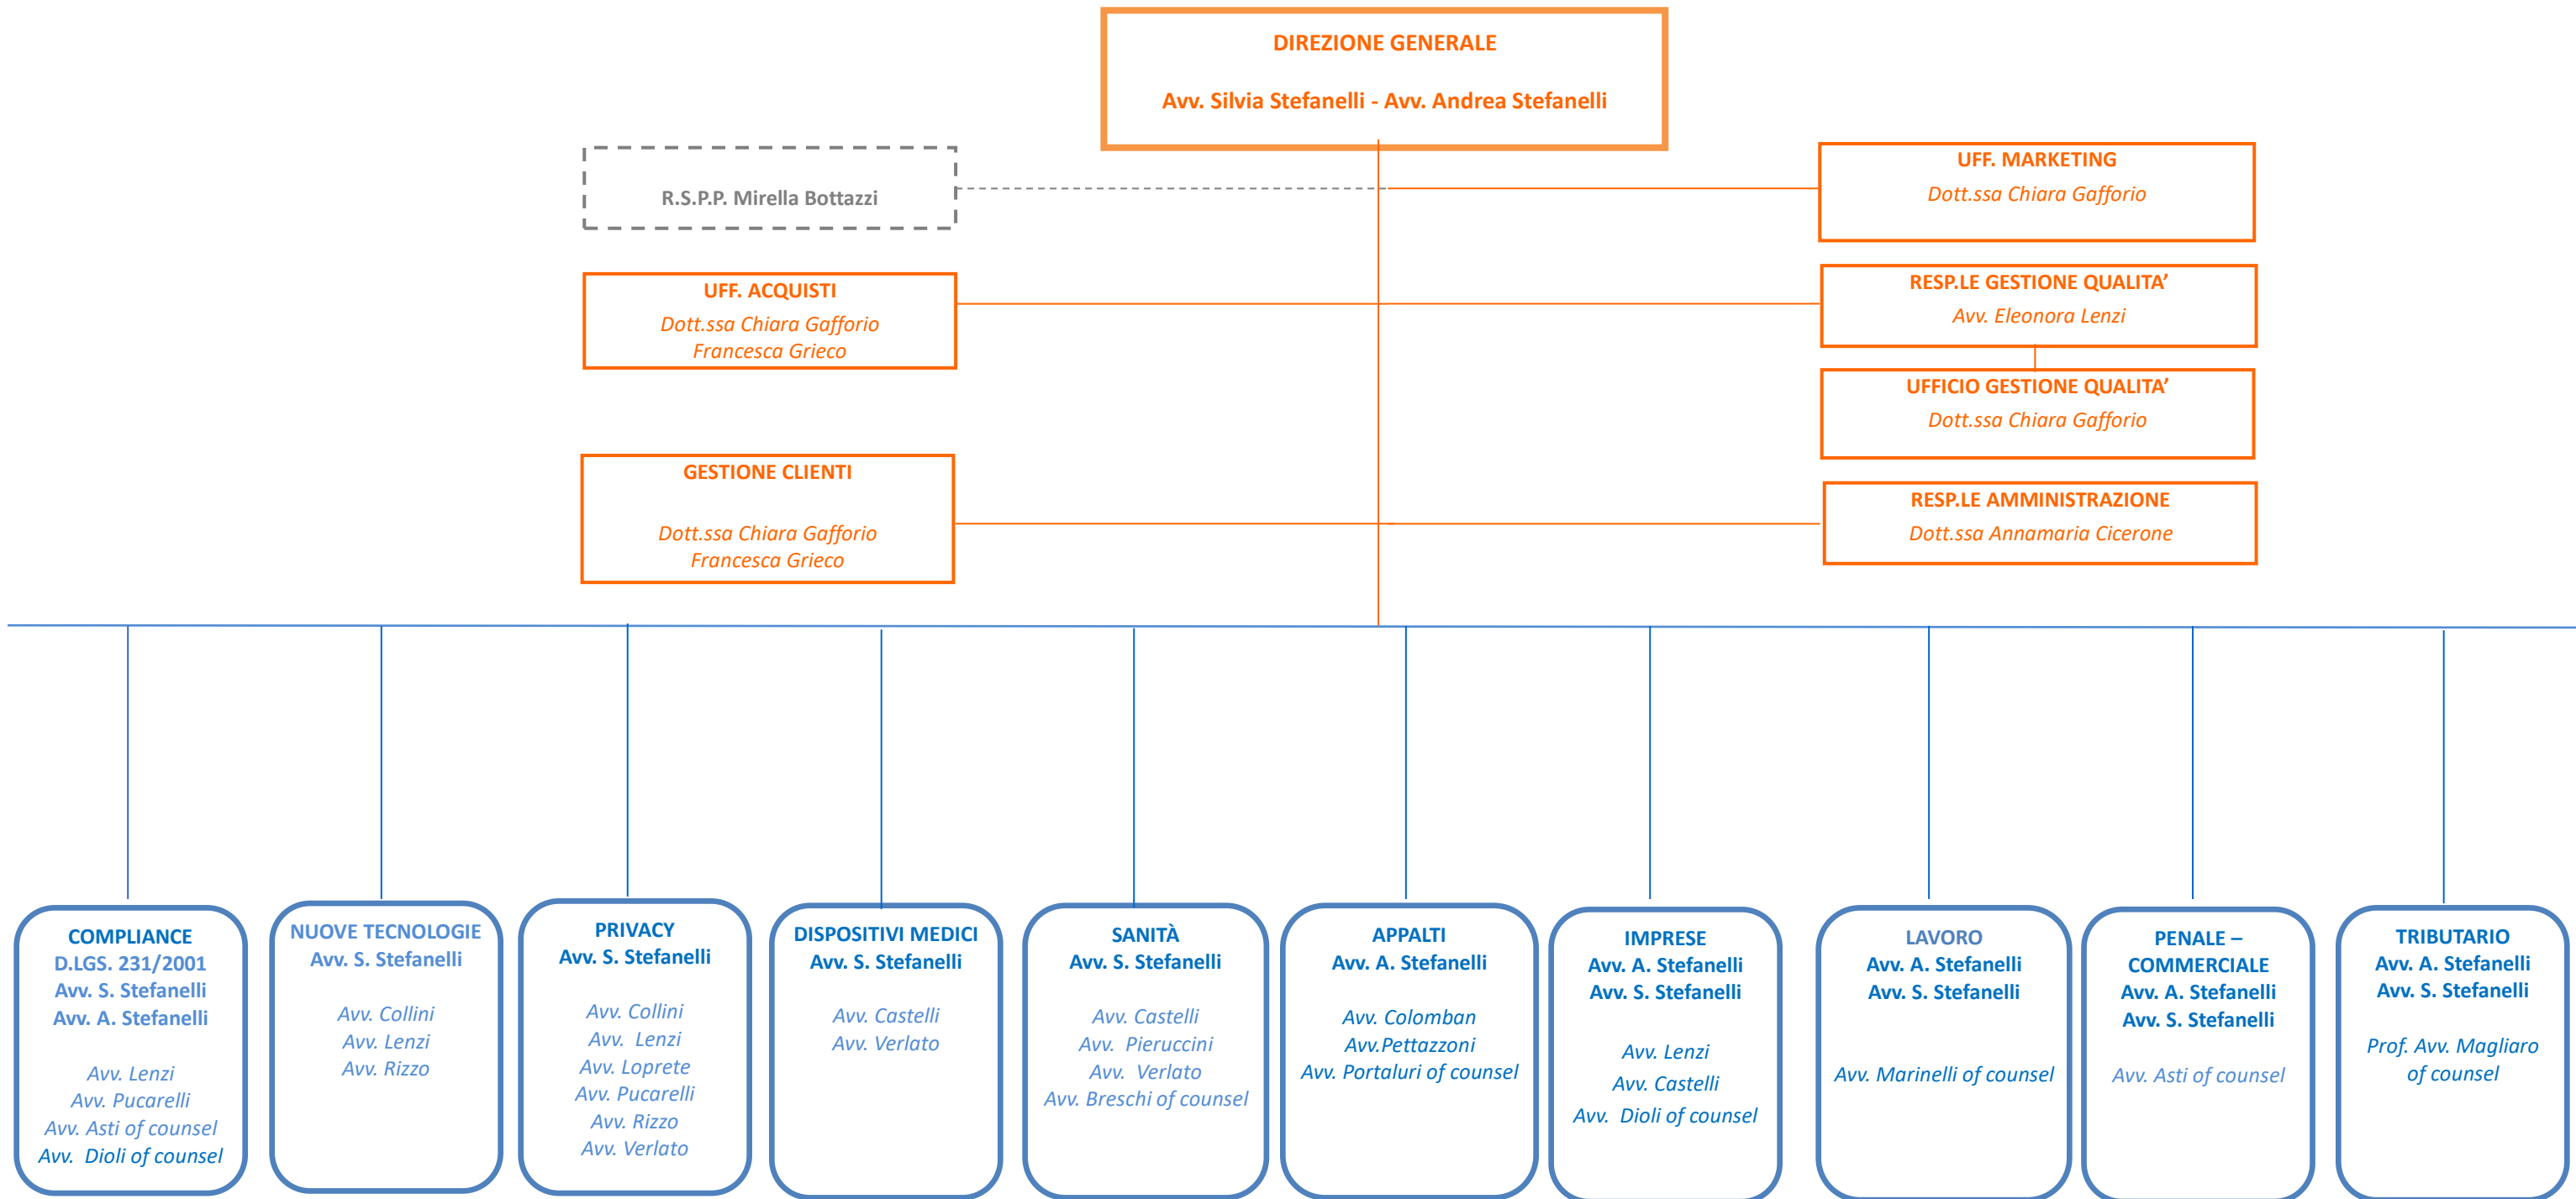 DIREZIONE GENERALE
Avv. Silvia Stefanelli - Avv. Andrea Stefanelli
R.S.P.P. Mirella Bottazzi
UFF. MARKETING
Dott.ssa Chiara Gafforio
UFF. ACQUISTI
Dott.ssa Chiara Gafforio
Francesca Grieco
RESP.LE GESTIONE QUALITA’
Avv. Eleonora Lenzi
UFFICIO GESTIONE QUALITA’
Dott.ssa Chiara Gafforio
GESTIONE CLIENTI
Dott.ssa Chiara Gafforio
Francesca Grieco
RESP.LE AMMINISTRAZIONE
Dott.ssa Annamaria Cicerone
COMPLIANCE
D.LGS. 231/2001
Avv. S. Stefanelli
Avv. A. Stefanelli
Avv. Lenzi
Avv. Pucarelli
Avv. Asti of counsel
Avv. Dioli of counsel
NUOVE TECNOLOGIE
Avv. S. Stefanelli
Avv. Collini
Avv. Lenzi
Avv. Rizzo
PRIVACY
Avv. S. Stefanelli
Avv. Collini
Avv. Lenzi
Avv. Loprete
Avv. Pucarelli
Avv. Rizzo
Avv. Verlato
DISPOSITIVI MEDICI
Avv. S. Stefanelli
Avv. Castelli
Avv. Verlato
SANITÀ
Avv. S. Stefanelli
Avv. Castelli
Avv. Pieruccini
Avv. Verlato
Avv. Breschi of counsel
APPALTI
Avv. A. Stefanelli
Avv. Colomban
Avv.Pettazzoni
Avv. Portaluri of counsel
IMPRESE
Avv. A. Stefanelli
Avv. S. Stefanelli
Avv. Lenzi
Avv. Castelli
Avv. Dioli of counsel
LAVORO
Avv. A. Stefanelli
Avv. S. Stefanelli
Avv. Marinelli of counsel
PENALE –
COMMERCIALE
Avv. A. Stefanelli
Avv. S. Stefanelli
Avv. Asti of counsel
TRIBUTARIO
Avv. A. Stefanelli
Avv. S. Stefanelli
Prof. Avv. Magliaro
of counsel